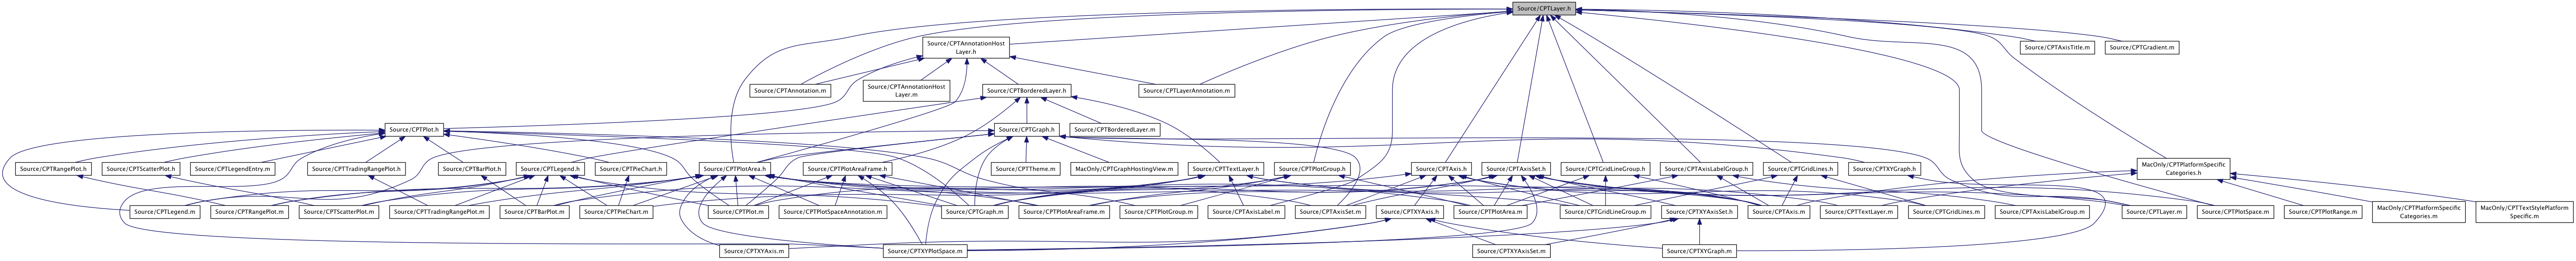 Source/CPTLayer.h
Source/CPTAnnotationHost
Layer.h
Source/CPTAxisTitle.m
Source/CPTGradient.m
Source/CPTAnnotation.m
Source/CPTAnnotationHost
Layer.m
Source/CPTBorderedLayer.h
Source/CPTLayerAnnotation.m
Source/CPTPlot.h
Source/CPTGraph.h
Source/CPTBorderedLayer.m
Source/CPTRangePlot.h
Source/CPTScatterPlot.h
Source/CPTLegendEntry.m
Source/CPTTradingRangePlot.h
Source/CPTBarPlot.h
Source/CPTLegend.h
Source/CPTPieChart.h
Source/CPTPlotArea.h
Source/CPTPlotAreaFrame.h
Source/CPTTheme.m
MacOnly/CPTGraphHostingView.m
Source/CPTTextLayer.h
Source/CPTPlotGroup.h
Source/CPTAxis.h
Source/CPTAxisSet.h
Source/CPTGridLineGroup.h
Source/CPTAxisLabelGroup.h
Source/CPTGridLines.h
Source/CPTXYGraph.h
MacOnly/CPTPlatformSpecific
Categories.h
Source/CPTLegend.m
Source/CPTRangePlot.m
Source/CPTScatterPlot.m
Source/CPTTradingRangePlot.m
Source/CPTBarPlot.m
Source/CPTPieChart.m
Source/CPTPlot.m
Source/CPTPlotSpaceAnnotation.m
Source/CPTGraph.m
Source/CPTPlotAreaFrame.m
Source/CPTPlotGroup.m
Source/CPTAxisLabel.m
Source/CPTAxisSet.m
Source/CPTXYAxis.h
Source/CPTPlotArea.m
Source/CPTGridLineGroup.m
Source/CPTXYAxisSet.h
Source/CPTAxis.m
Source/CPTTextLayer.m
Source/CPTGridLines.m
Source/CPTAxisLabelGroup.m
Source/CPTLayer.m
Source/CPTPlotSpace.m
Source/CPTPlotRange.m
MacOnly/CPTPlatformSpecific
Categories.m
MacOnly/CPTTextStylePlatform
Specific.m
Source/CPTXYAxis.m
Source/CPTXYPlotSpace.m
Source/CPTXYAxisSet.m
Source/CPTXYGraph.m